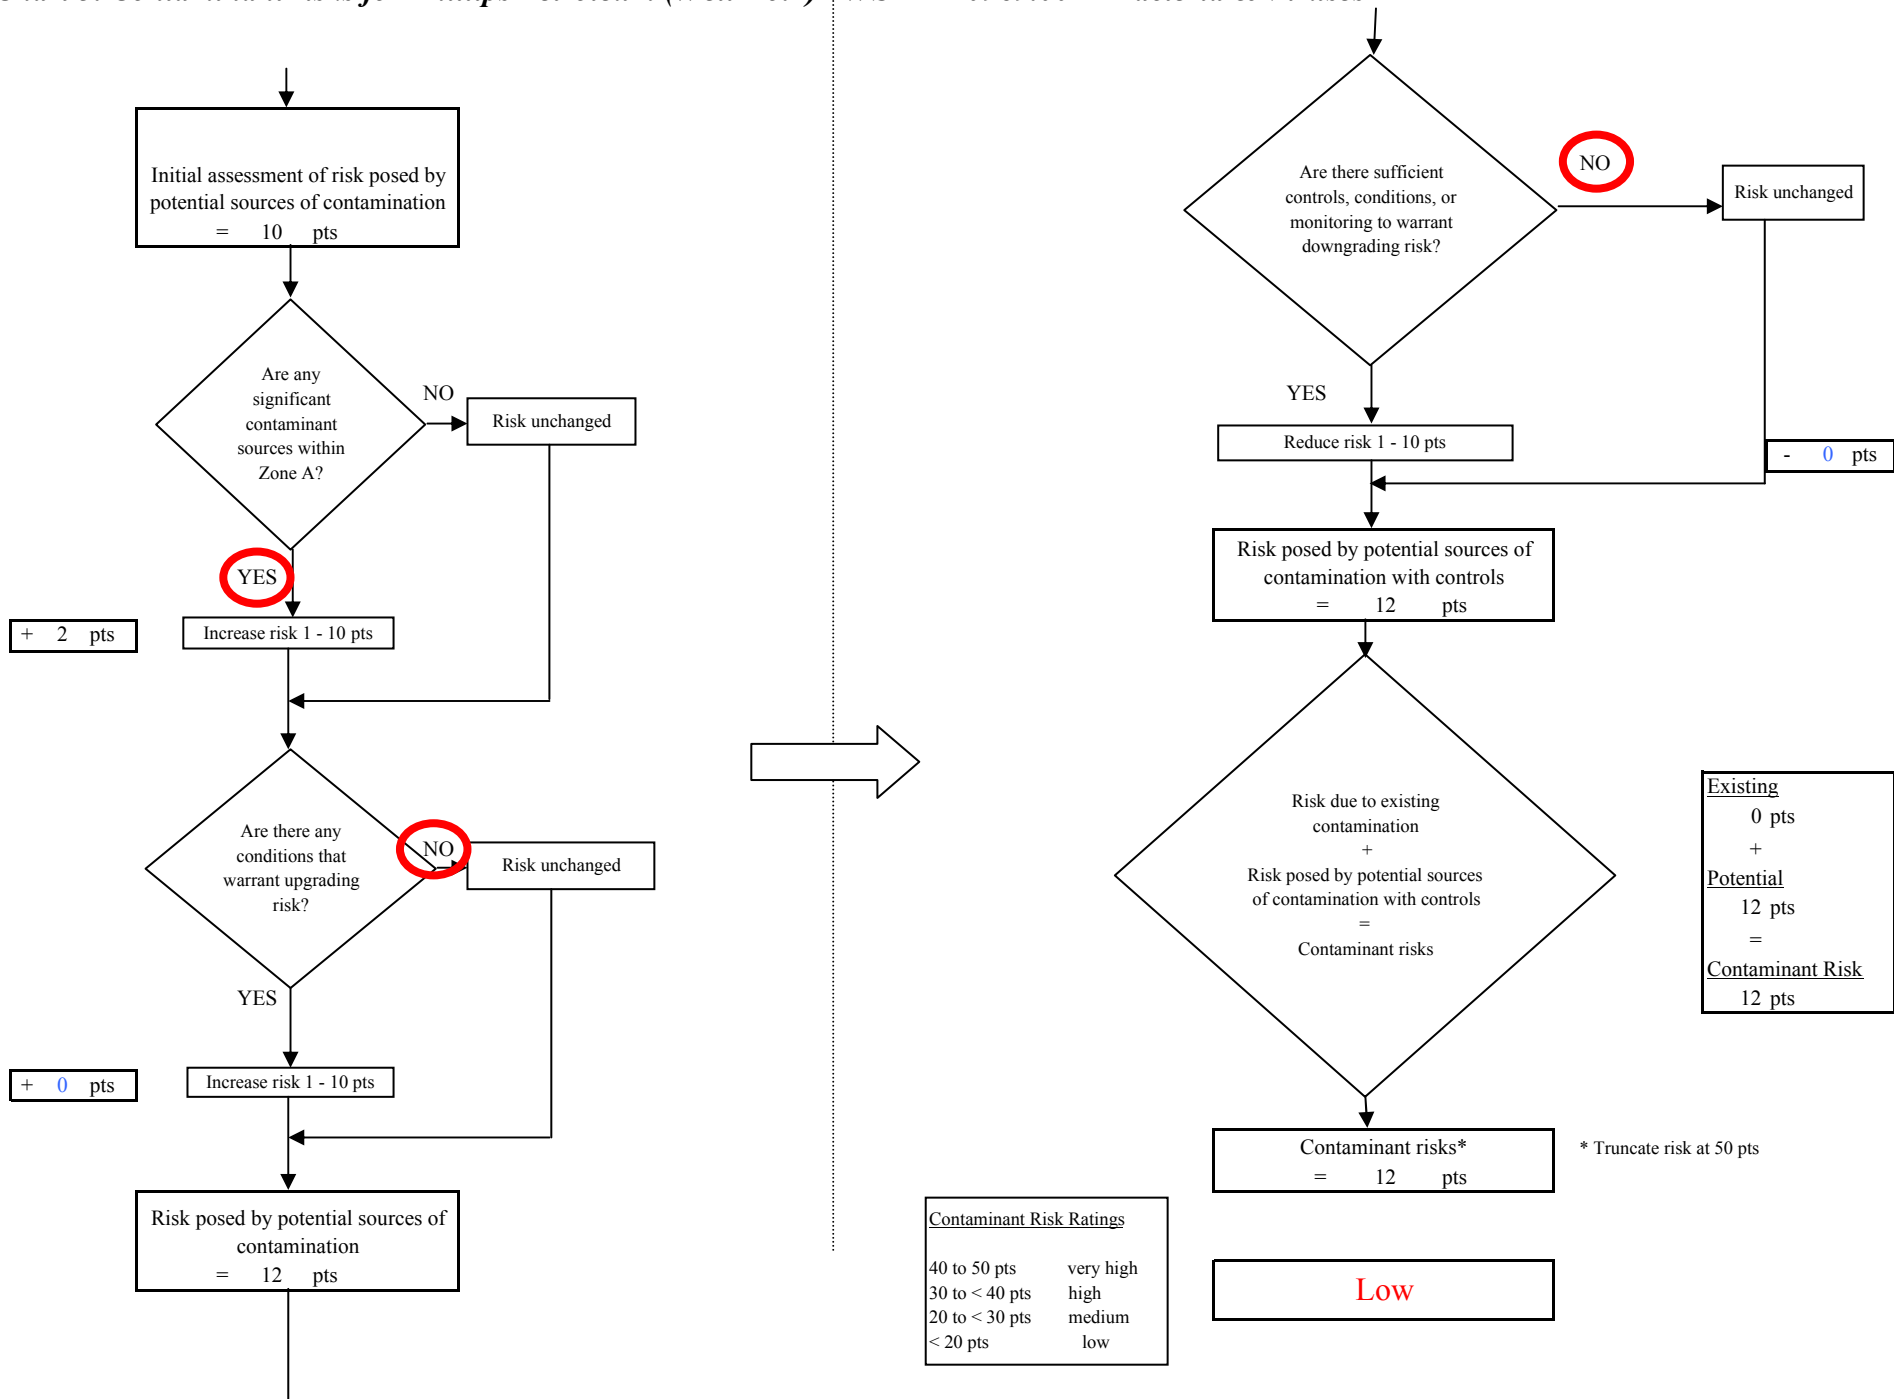 Initial assessment of risk posed by
potential sources of contamination
= 10 pts
Are any
significant
contaminant
sources within
Zone A?
NO
Risk unchanged
YES
+ 2 pts
Increase risk 1 - 10 pts
Are there any
conditions that
warrant upgrading
risk?
NO
Risk unchanged
YES
+ 0 pts
Increase risk 1 - 10 pts
Risk posed by potential sources of
contamination
= 12 pts
Are there sufficient
controls, conditions, or
monitoring to warrant
downgrading risk?
NO
Risk unchanged
YES
Reduce risk 1 - 10 pts
- 0 pts
Risk posed by potential sources of
contamination with controls
= 12 pts
Risk due to existing
contamination
+
Risk posed by potential sources
of contamination with controls
=
Contaminant risks
Existing
0 pts
+
Potential
12 pts
=
Contaminant Risk
12 pts
Contaminant risks*
= 12 pts
* Truncate risk at 50 pts
Contaminant Risk Ratings
40 to 50 pts very high
30 to < 40 pts high
20 to < 30 pts medium
< 20 pts low
Low